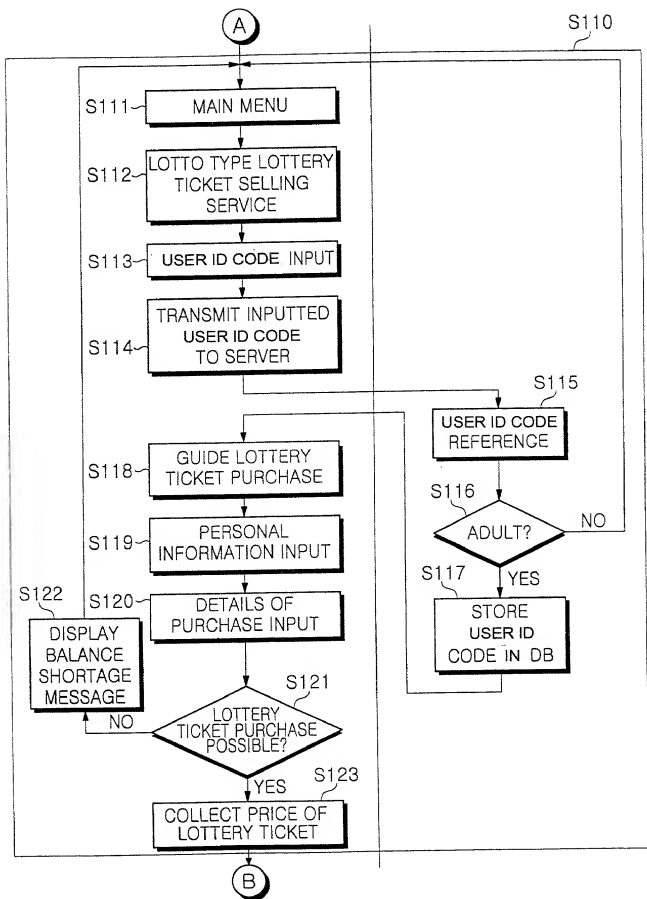 A
S110
S111
MAIN MENU
S112
LOTTO TYPE LOTTERY
TICKET SELLING
SERVICE
S113
USER ID CODE INPUT
S114
TRANSMIT INPUTTED
USER ID CODE
TO SERVER
S115
USER ID CODE
REFERENCE
S116
ADULT?
NO
YES
S117
STORE
USER ID
CODE IN DB
S118
GUIDE LOTTERY
TICKET PURCHASE
S119
PERSONAL
INFORMATION INPUT
S120
DETAILS OF
PURCHASE INPUT
S121
LOTTERY
TICKET PURCHASE
POSSIBLE?
NO
YES
S122
DISPLAY
BALANCE
SHORTAGE
MESSAGE
S123
COLLECT PRICE OF
LOTTERY TICKET
B